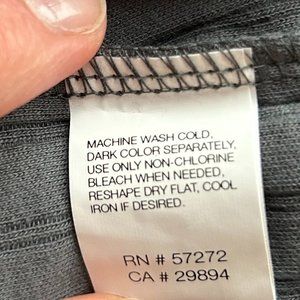 MACHINE WASH COLD,
DARK COLOR SEPARATELY,
USE ONLY NON-CHLORINE
BLEACH WHEN NEEDED,
RESHAPE DRY FLAT, COOL
IRON IF DESIRED.
RN # 57272
CA # 29894